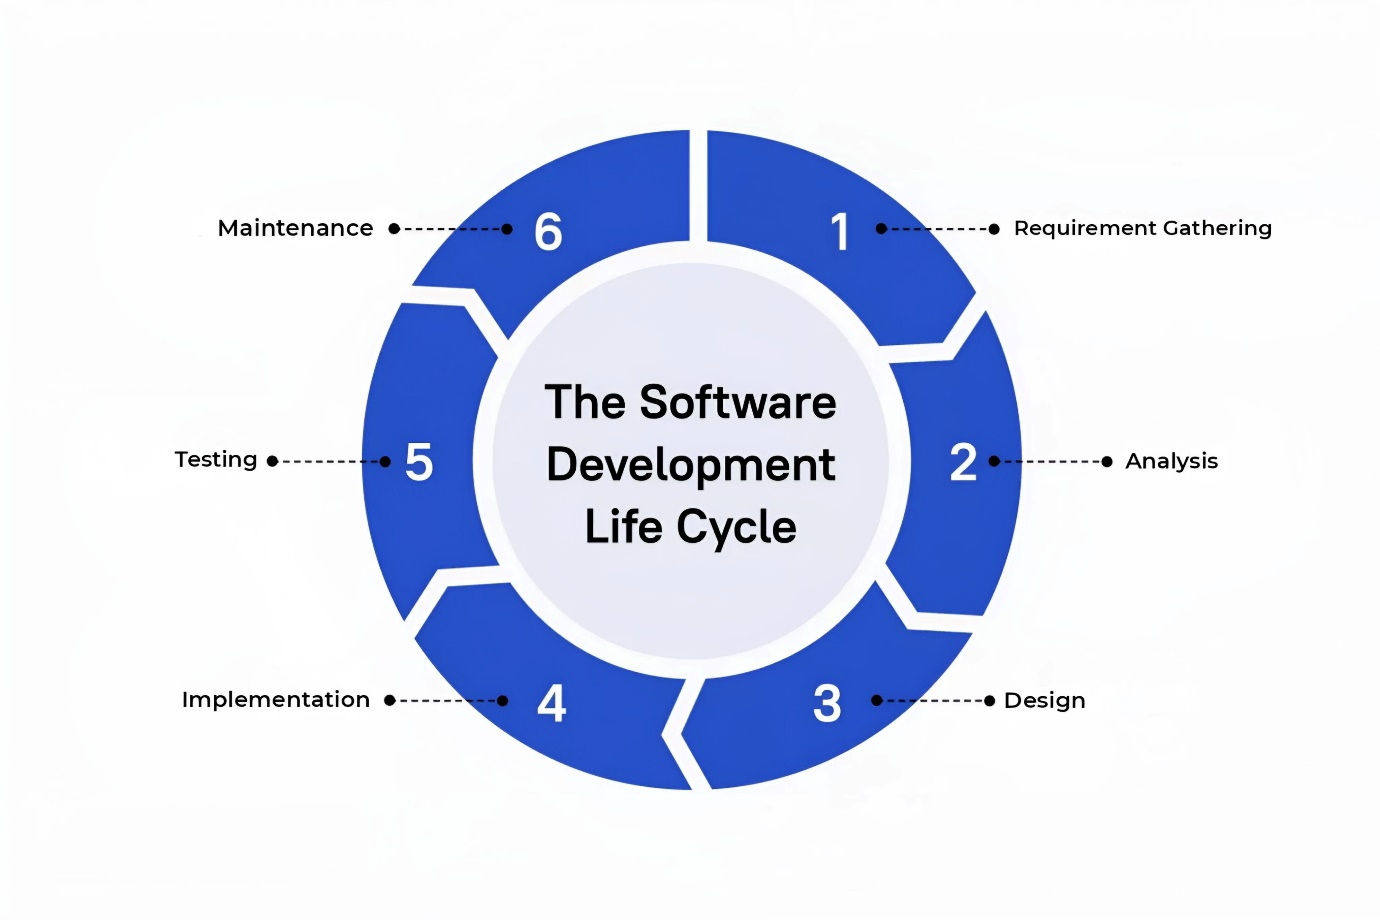 The Software
Development
Life Cycle
1
Requirement Gathering
2
Analysis
3
Design
4
Implementation
5
Testing
6
Maintenance